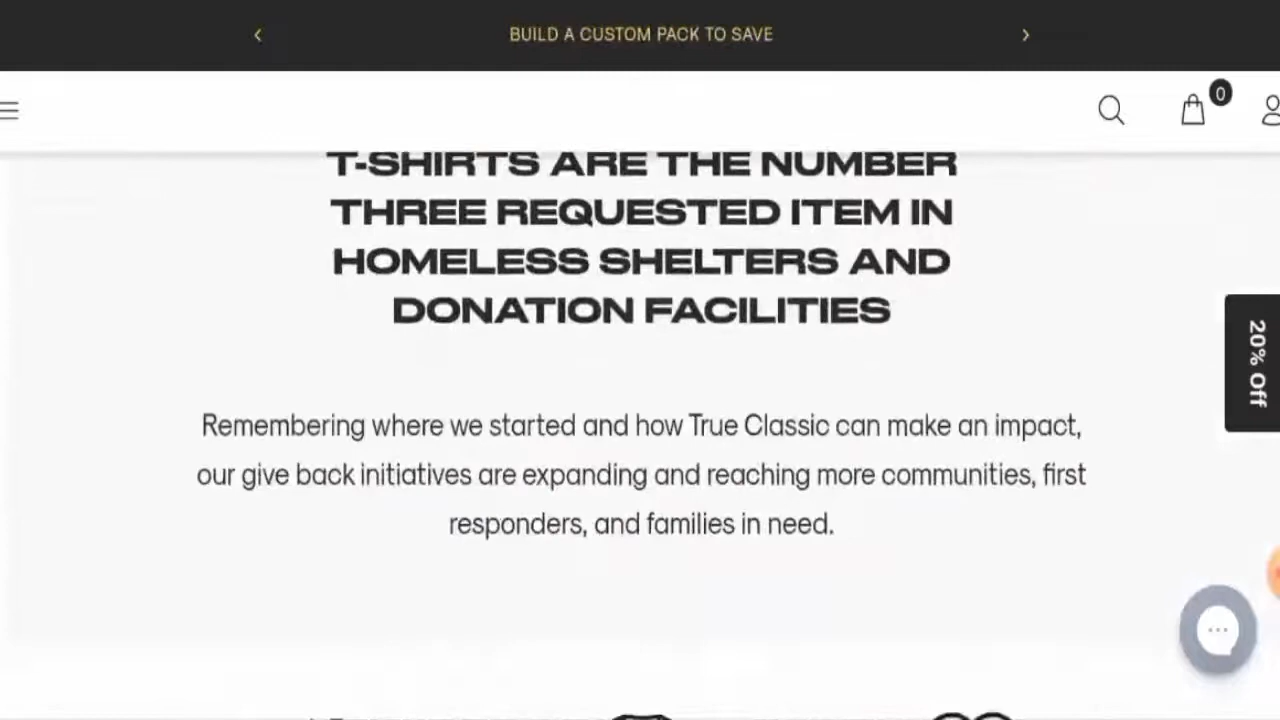 BUILD A CUSTOM PACK TO SAVE
0
T-SHIRTS ARE THE NUMBER
THREE REQUESTED ITEM IN
HOMELESS SHELTERS AND
DONATION FACILITIES
20% Off
Remembering where we started and how True Classic can make an impact,
our give back initiatives are expanding and reaching more communities, first
responders, and families in need.